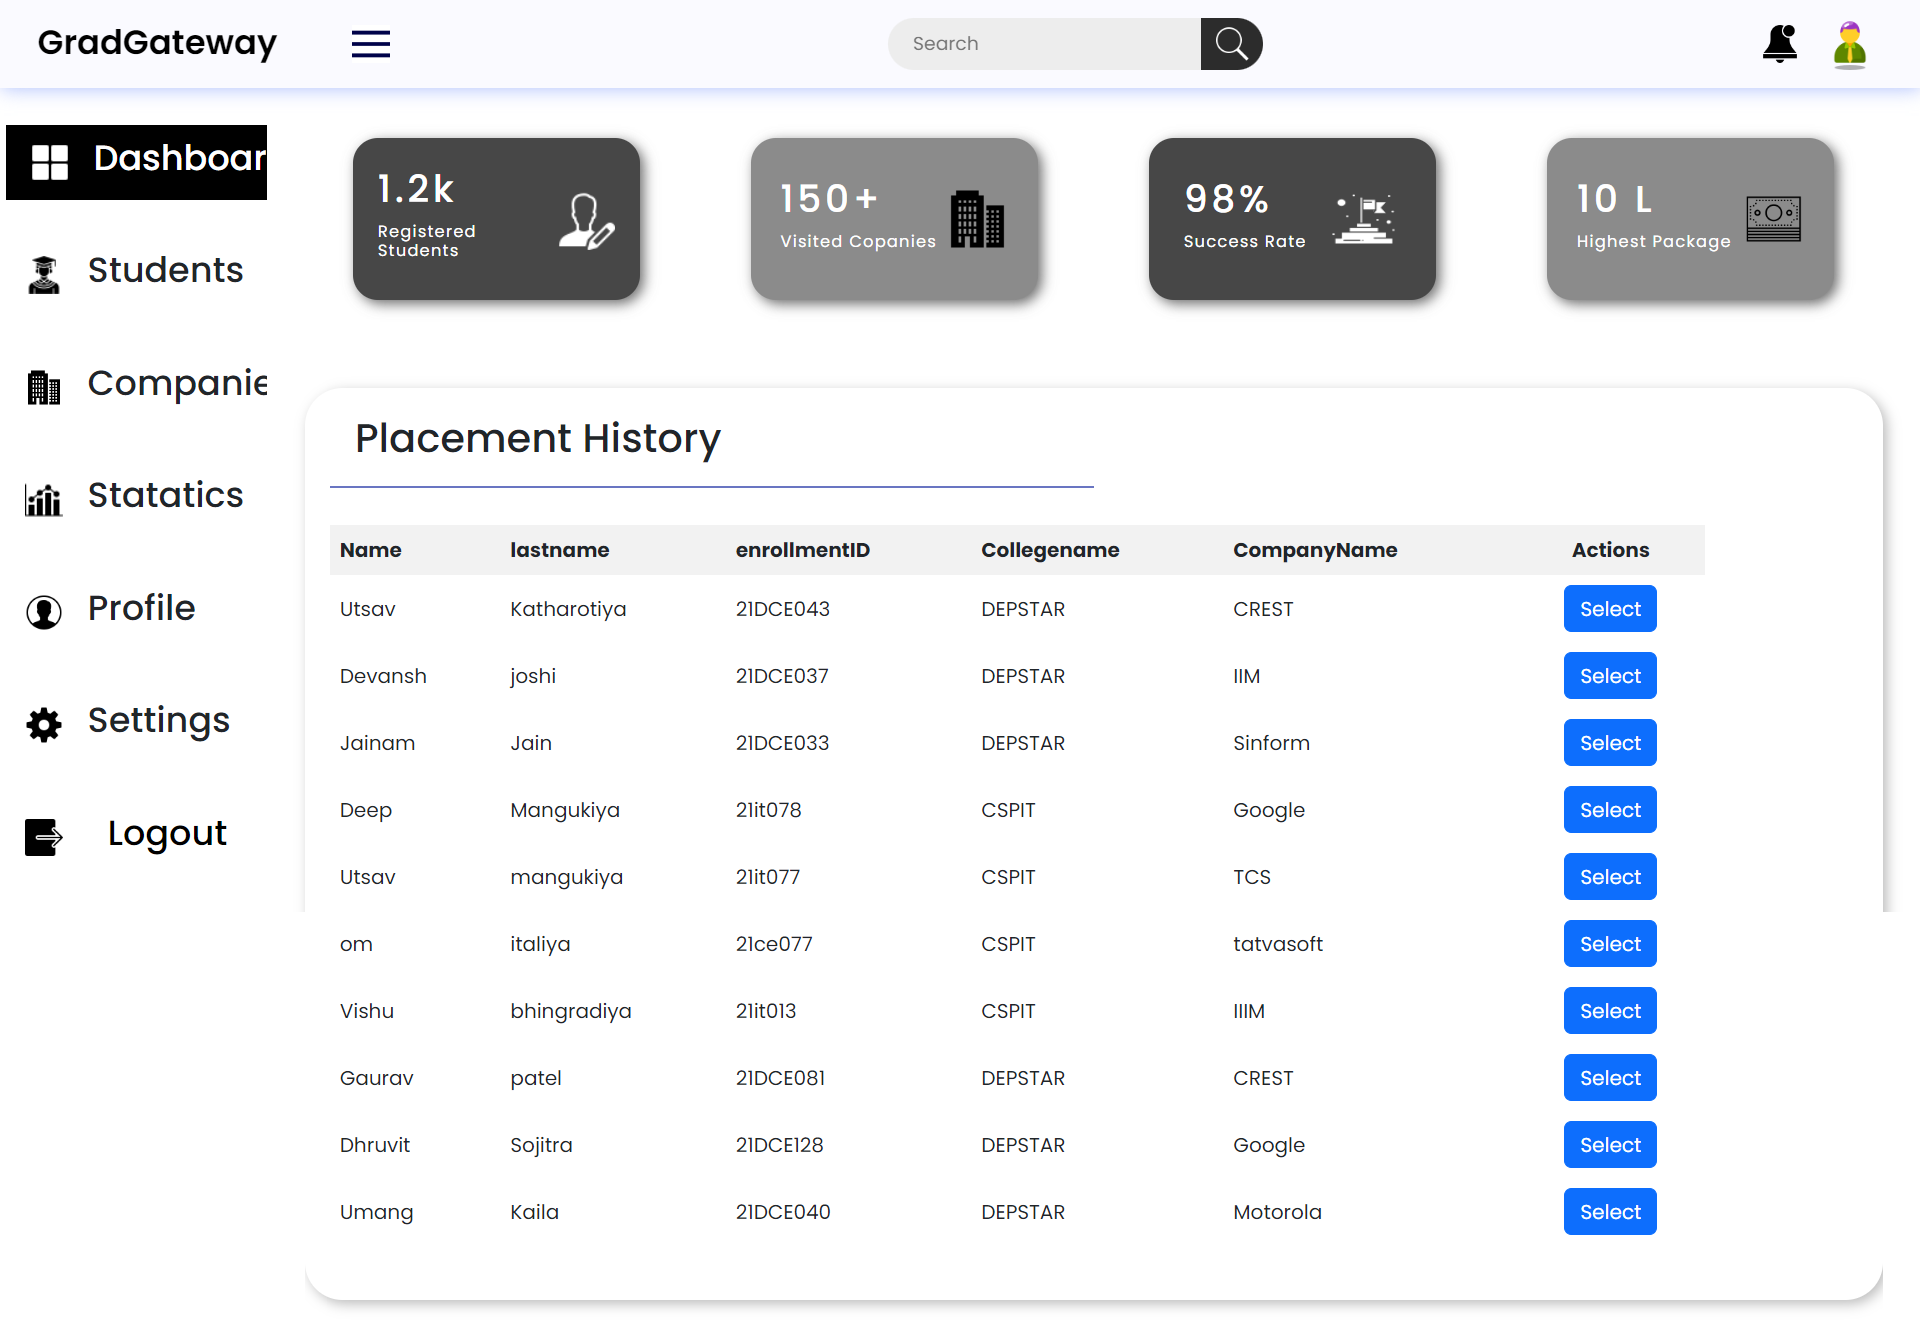 GradGateway
Search
Dashboar
Students
Companie
Statatics
Profile
Settings
Logout
1.2k
Registered
Students
150+
Visited Copanies
98%
Success Rate
10 L
Highest Package
Placement History
Name lastname enrollmentID Collegename CompanyName Actions
Utsav Katharotiya 21DCE043 DEPSTAR CREST Select
Devansh joshi 21DCE037 DEPSTAR IIM Select
Jainam Jain 21DCE033 DEPSTAR Sinform Select
Deep Mangukiya 21it078 CSPIT Google Select
Utsav mangukiya 21it077 CSPIT TCS Select
om italiya 21ce077 CSPIT tatvasoft Select
Vishu bhingradiya 21it013 CSPIT IIIM Select
Gaurav patel 21DCE081 DEPSTAR CREST Select
Dhruvit Sojitra 21DCE128 DEPSTAR Google Select
Umang Kaila 21DCE040 DEPSTAR Motorola Select